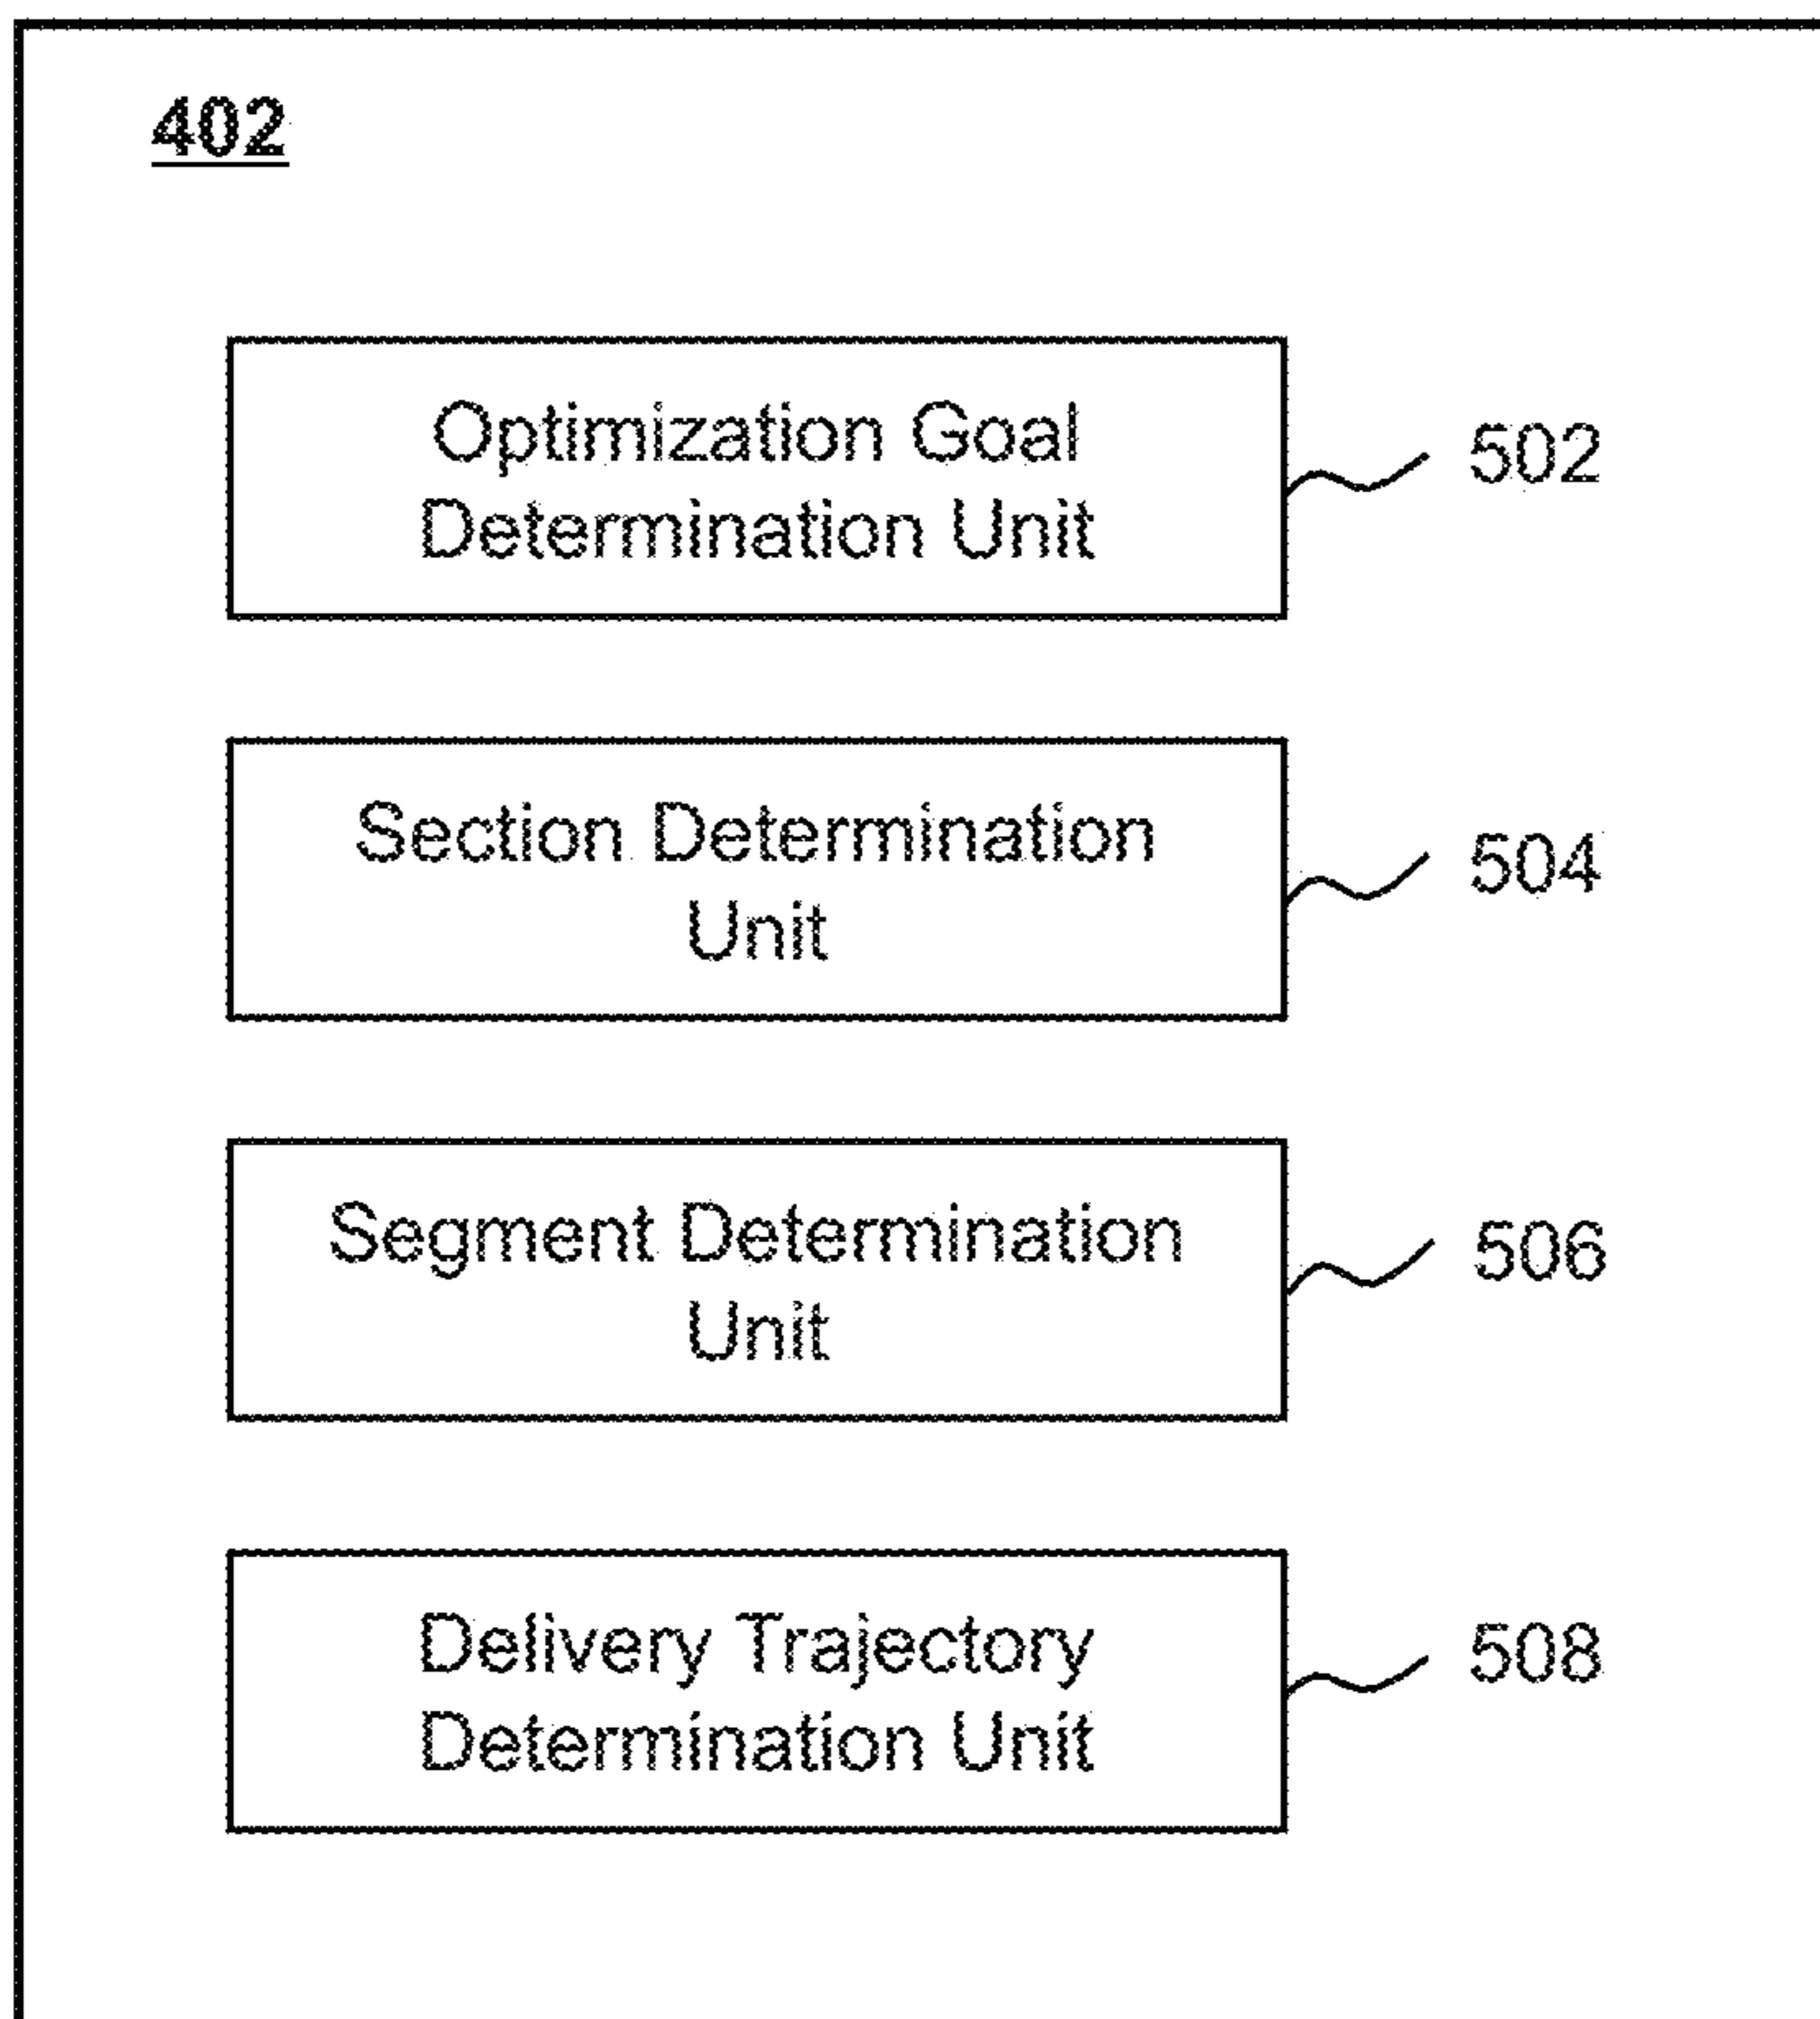 402
Optimization Goal
Determination Unit
502
Section Determination
Unit
504
Segment Determination
Unit
506
Delivery Trajectory
Determination Unit
508